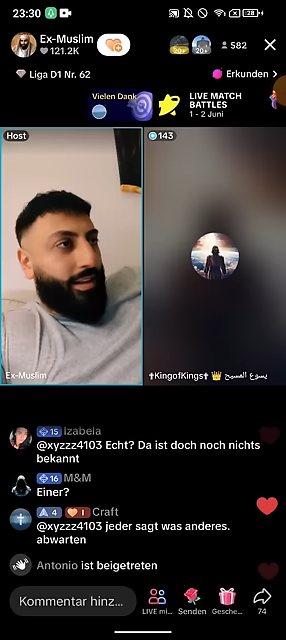 23:30
28
Ex-Muslim
121.2K
20+
20+
582
Liga D1 Nr. 62
Erkunden
Vielen Dank
LIVE MATCH
BATTLES
1 - 2 Juni
Host
143
Ex-Muslim
✝KingofKings✝ 👑 يسوع المسيح
15 Izabela
@xyzzz4103 Echt? Da ist doch noch nichts
bekannt
16 M&M
Einer?
4 1 Craft
@xyzzz4103 jeder sagt was anderes.
abwarten
Antonio ist beigetreten
Kommentar hinz...
LIVE mi...
Senden
Gesche...
74